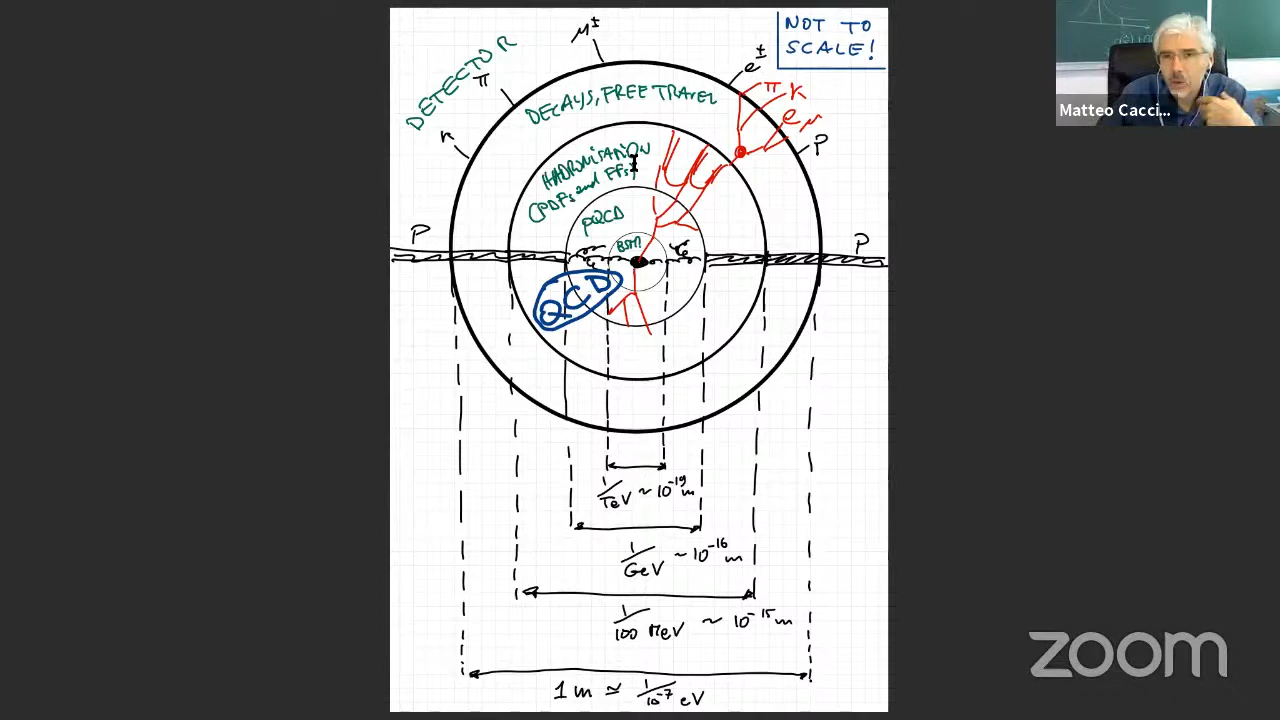 NOT TO
SCALE!
Matteo Cacci...
μ±
e±
DETECTOR
π
π K
DECAYS, FREE TRAVEL
e μ
K
P
HADRONISATION
(PDFs and FFs)
pQCD
P
BSM
P
QCD
1/TeV ~ 10⁻¹⁹ m
1/GeV ~ 10⁻¹⁶ m
1/100 MeV ~ 10⁻¹⁵ m
1 m ≃ 1/10⁻⁷ eV
zoom